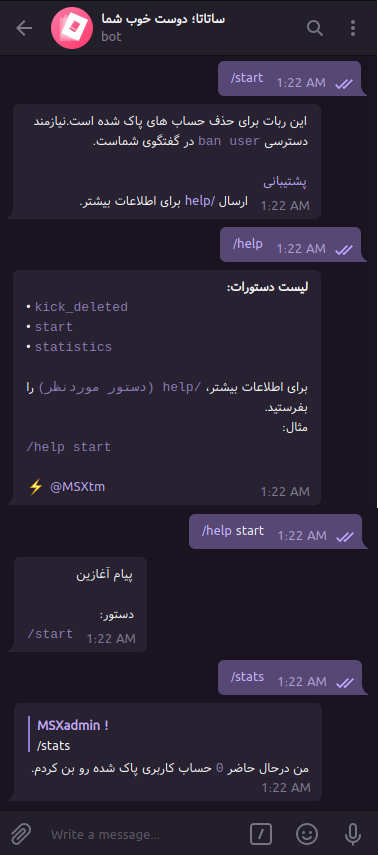 ساتاتا؛ دوست خوب شما
bot
/start 1:22 AM
این ربات برای حذف حساب های پاک شده است.نیازمند
دسترسی ban user در گفتگوی شماست.
پشتیبانی
ارسال /help برای اطلاعات بیشتر. 1:22 AM
/help 1:22 AM
لیست دستورات:
• kick_deleted
• start
• statistics
برای اطلاعات بیشتر، /help (دستور موردنظر) را
بفرستید.
مثال:
/help start
⚡ @MSXtm 1:22 AM
/help start 1:22 AM
پیام آغازین
دستور:
/start 1:22 AM
/stats 1:22 AM
MSXadmin !
/stats
من درحال حاضر 0 حساب کاربری پاک شده رو بن کردم.
1:22 AM
Write a message...